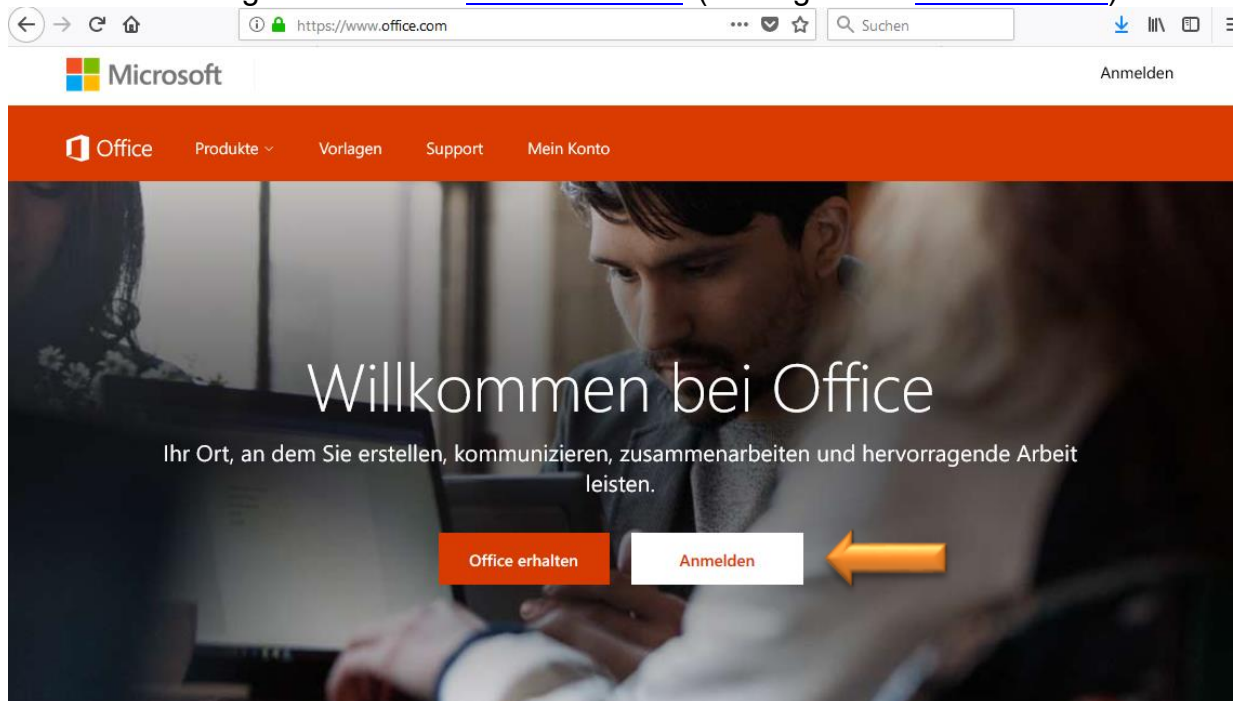 https://www.office.com
Suchen
Microsoft
Anmelden
Office Produkte Vorlagen Support Mein Konto
Willkommen bei Office
Ihr Ort, an dem Sie erstellen, kommunizieren, zusammenarbeiten und hervorragende Arbeit
leisten.
Office erhalten
Anmelden